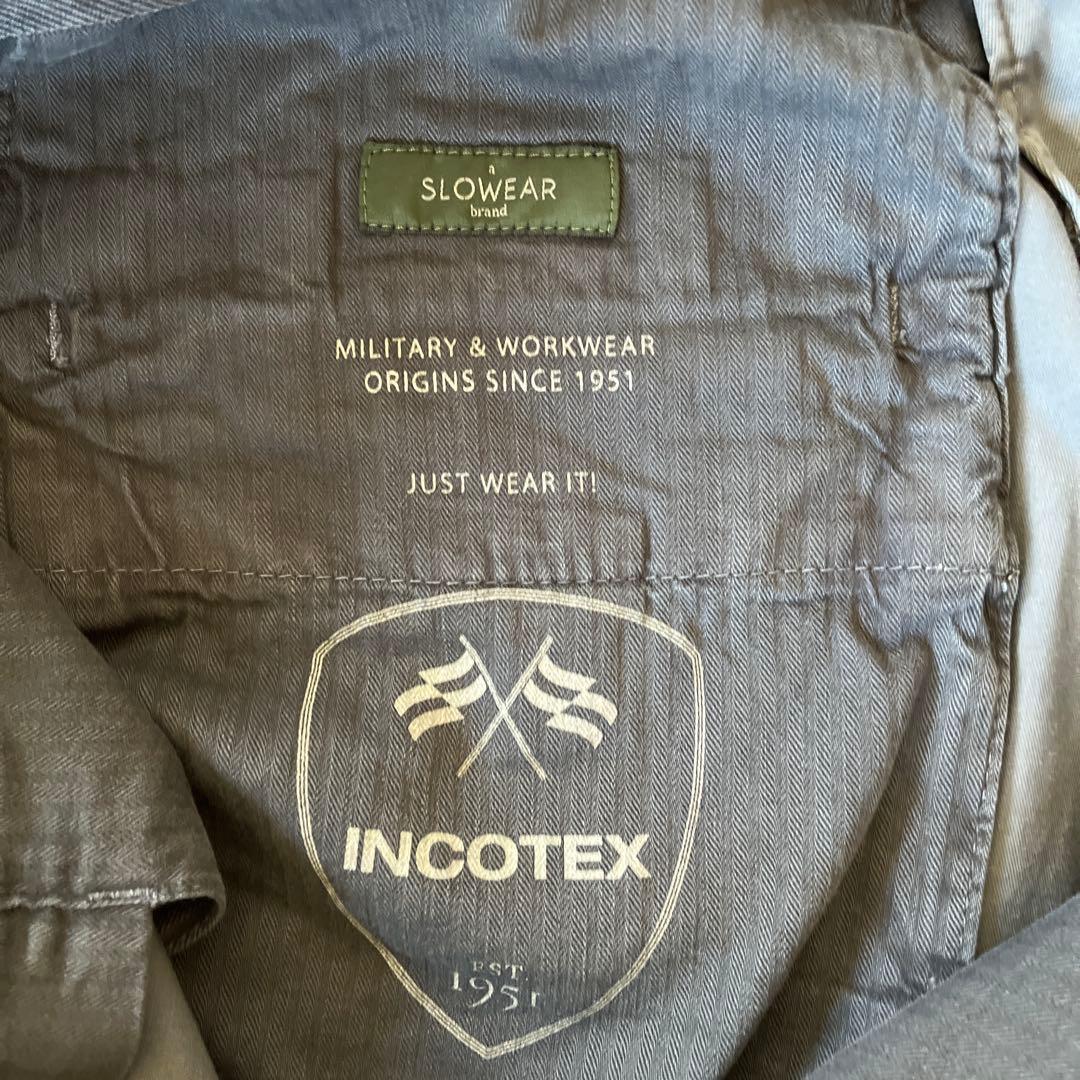 a
SLOWEAR
brand
MILITARY & WORKWEAR
ORIGINS SINCE 1951
JUST WEAR IT!
INCOTEX
EST
1951